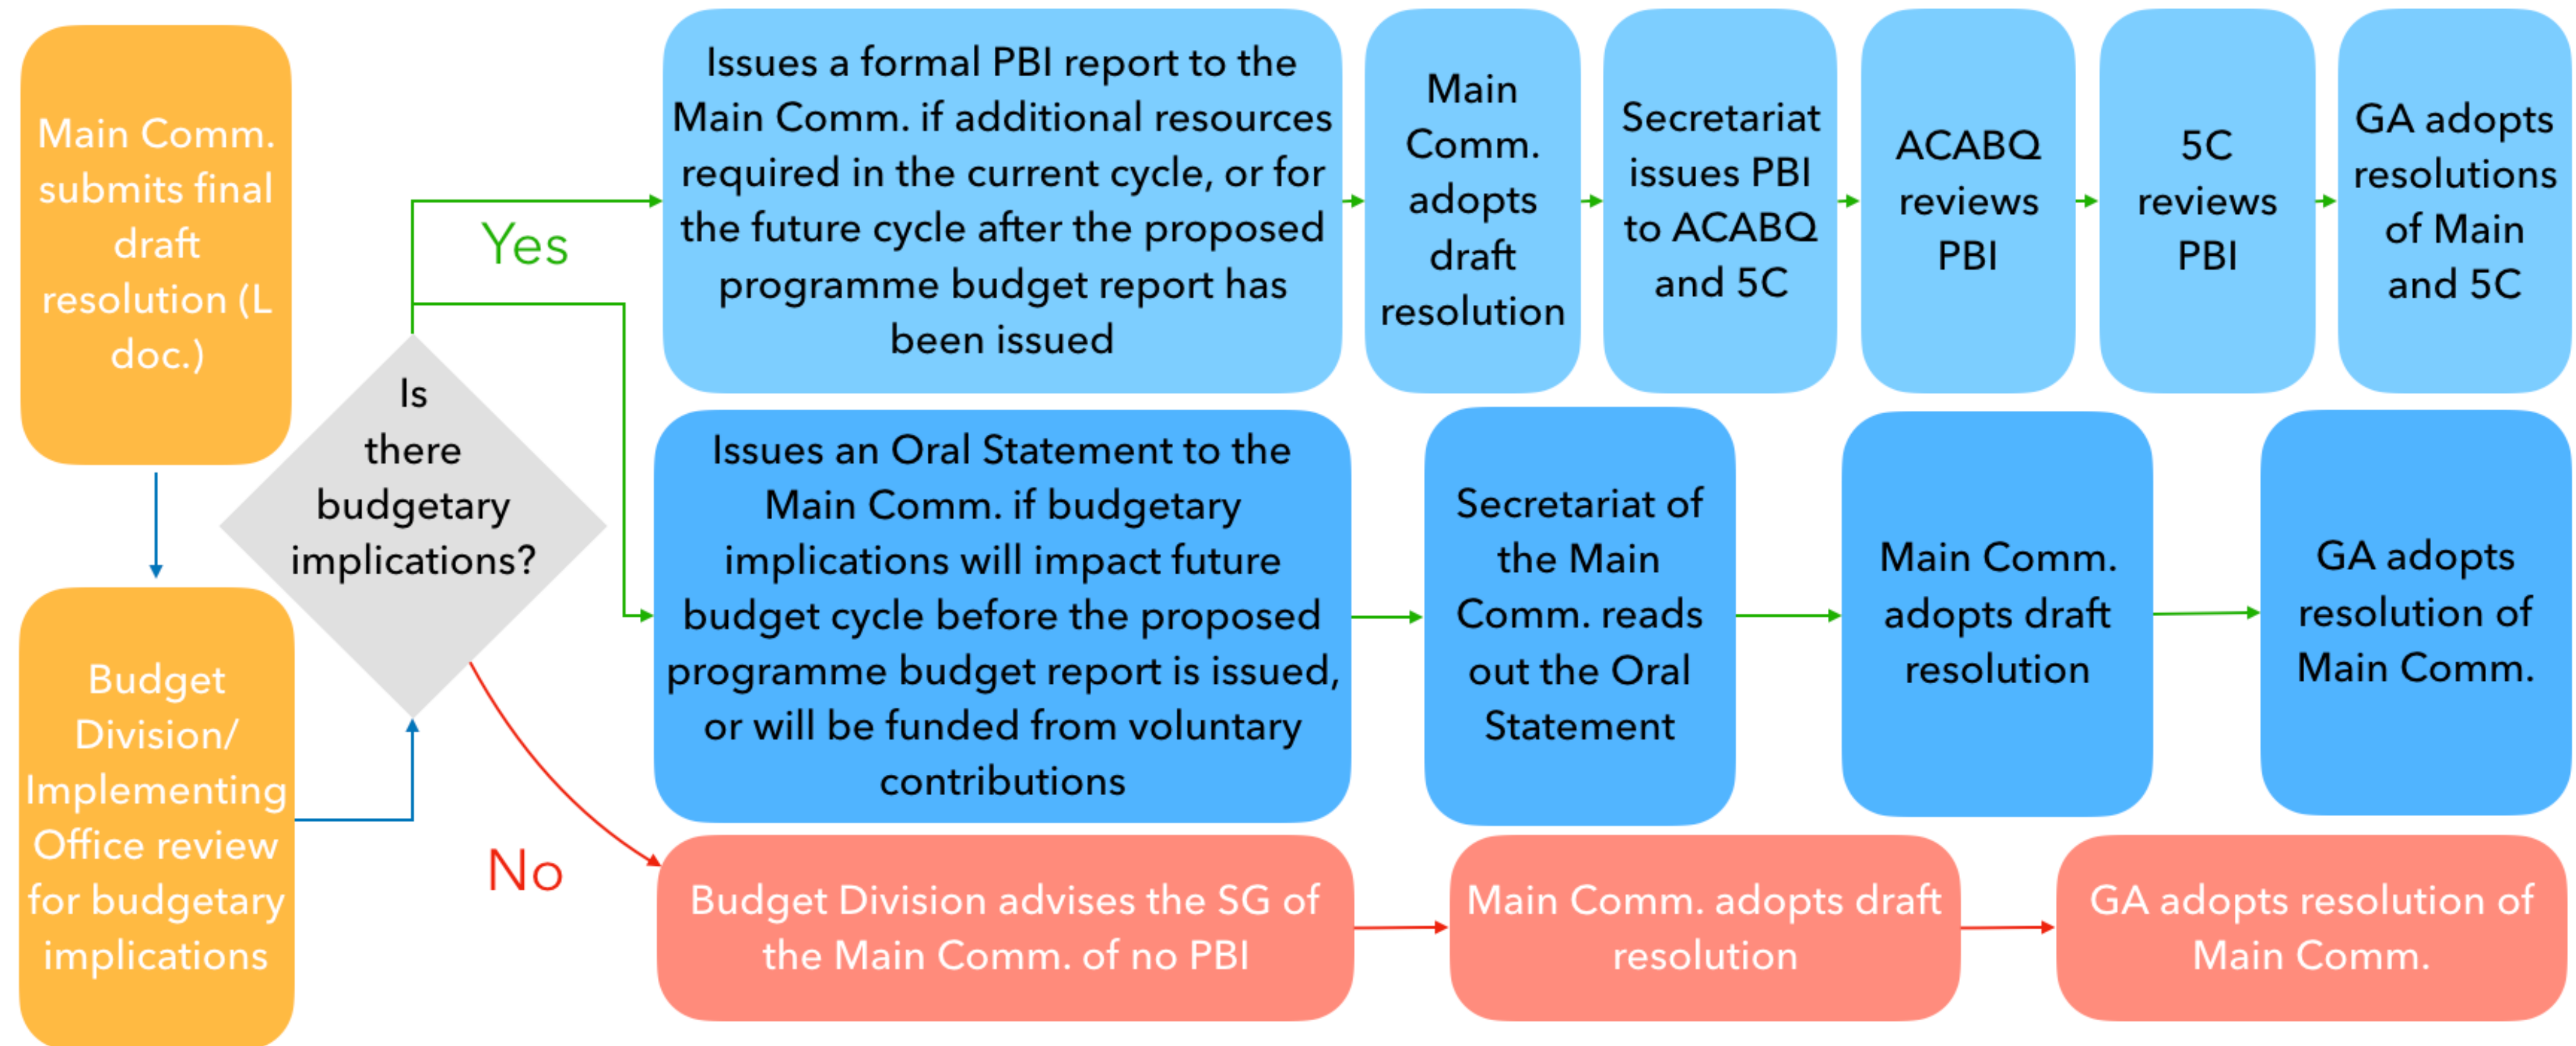 Main Comm.
submits final
draft
resolution (L
doc.)
Budget
Division/
Implementing
Office review
for budgetary
implications
Is
there
budgetary
implications?
Yes
Issues a formal PBI report to the
Main Comm. if additional resources
required in the current cycle, or for
the future cycle after the proposed
programme budget report has
been issued
Main
Comm.
adopts
draft
resolution
Secretariat
issues PBI
to ACABQ
and 5C
ACABQ
reviews
PBI
5C
reviews
PBI
GA adopts
resolutions
of Main
and 5C
Issues an Oral Statement to the
Main Comm. if budgetary
implications will impact future
budget cycle before the proposed
programme budget report is issued,
or will be funded from voluntary
contributions
Secretariat of
the Main
Comm. reads
out the Oral
Statement
Main Comm.
adopts draft
resolution
GA adopts
resolution of
Main Comm.
No
Budget Division advises the SG of
the Main Comm. of no PBI
Main Comm. adopts draft
resolution
GA adopts resolution of
Main Comm.